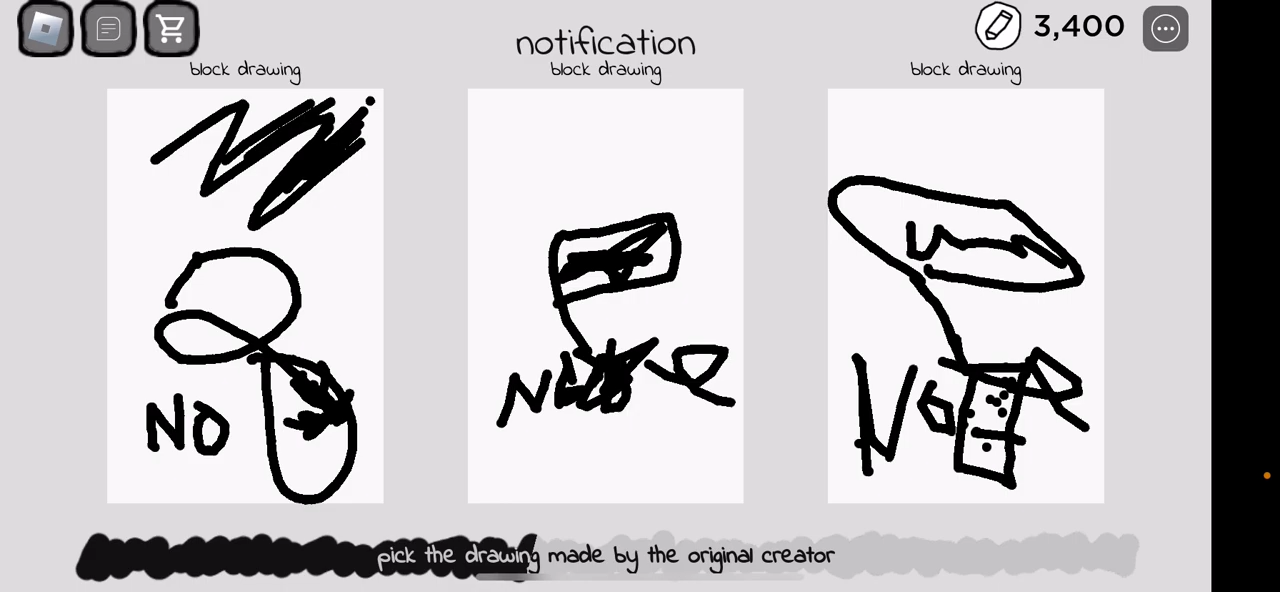 3,400
notification
block drawing
block drawing
block drawing
NO
pick the drawing made by the original creator